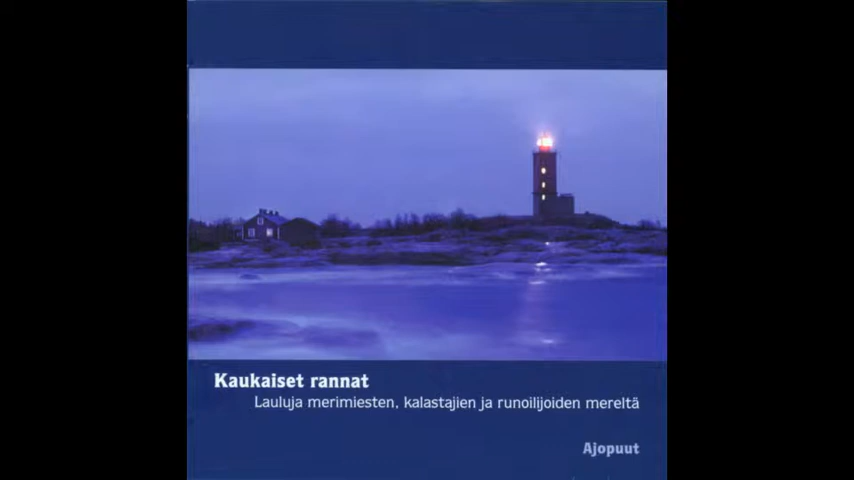 Kaukaiset rannat
Lauluja merimiesten, kalastajien ja runoilijoiden mereltä
Ajopuut